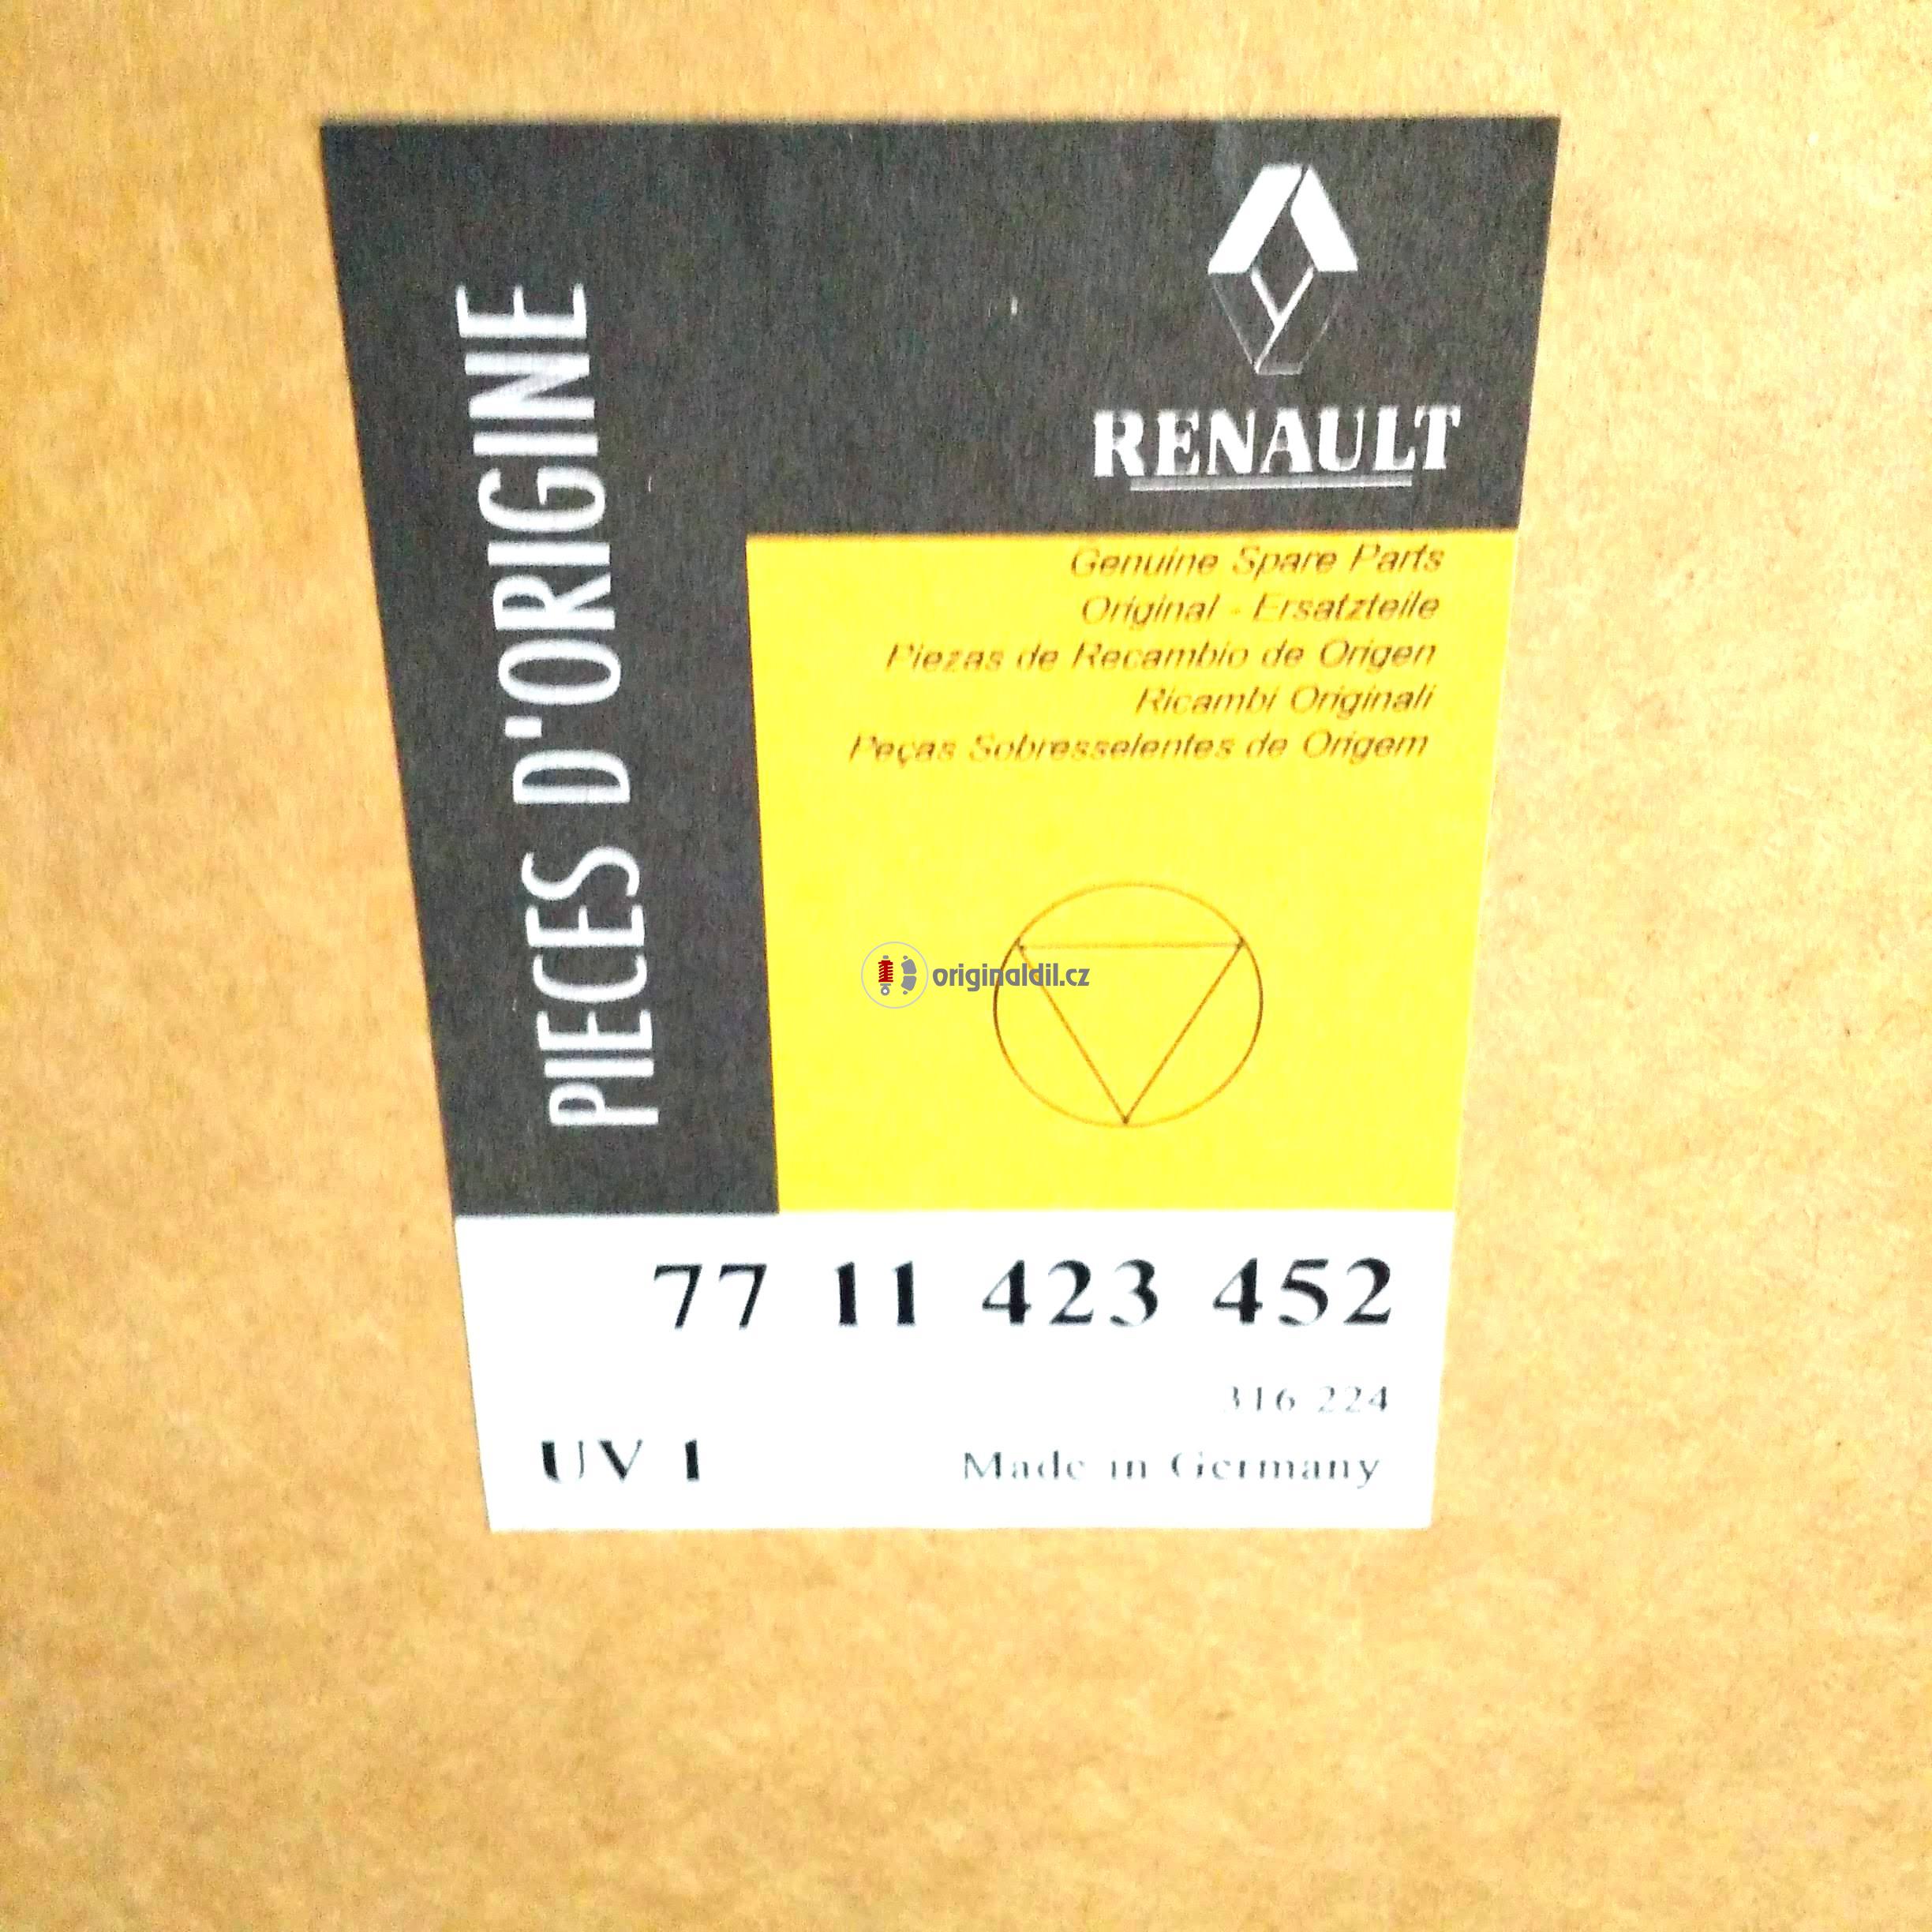 RENAULT
PIECES D'ORIGINE
Genuine Spare Parts
Original - Ersatzteile
Piezas de Recambio de Origen
Ricambi Originali
Peças Sobresselentes de Origem
originaldil.cz
77 11 423 452
316 224
UV 1 Made in Germany